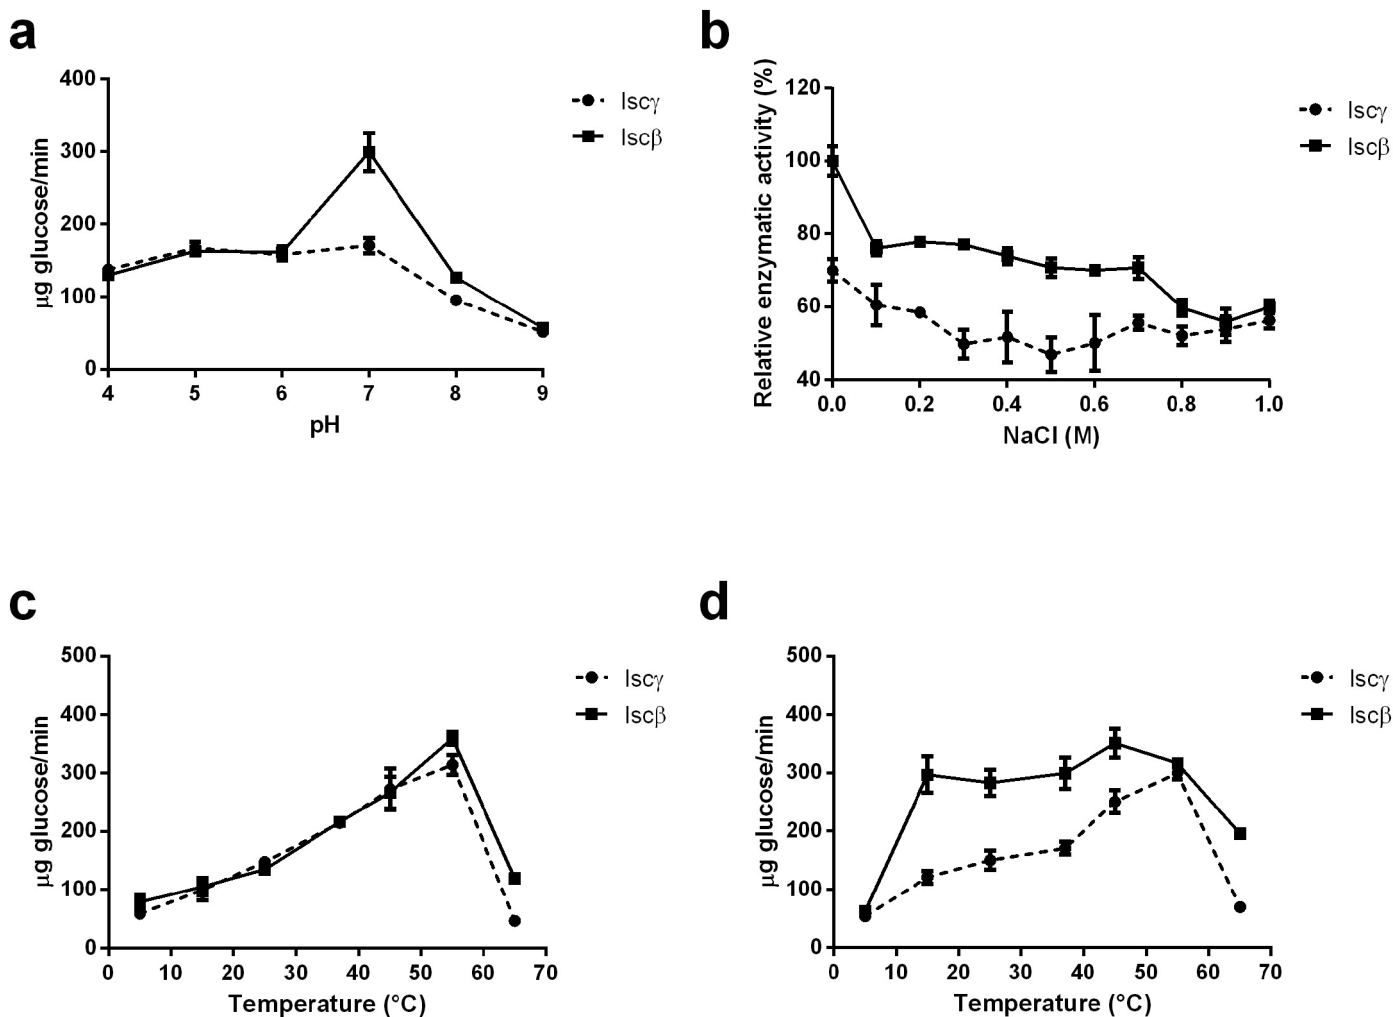 a
µg glucose/min
400
300
200
100
0
4 5 6 7 8 9
pH
Iscγ
Iscβ
b
Relative enzymatic activity (%)
120
100
80
60
40
0.0 0.2 0.4 0.6 0.8 1.0
NaCl (M)
Iscγ
Iscβ
c
µg glucose/min
500
400
300
200
100
0
0 10 20 30 40 50 60 70
Temperature (°C)
Iscγ
Iscβ
d
µg glucose/min
500
400
300
200
100
0
0 10 20 30 40 50 60 70
Temperature (°C)
Iscγ
Iscβ